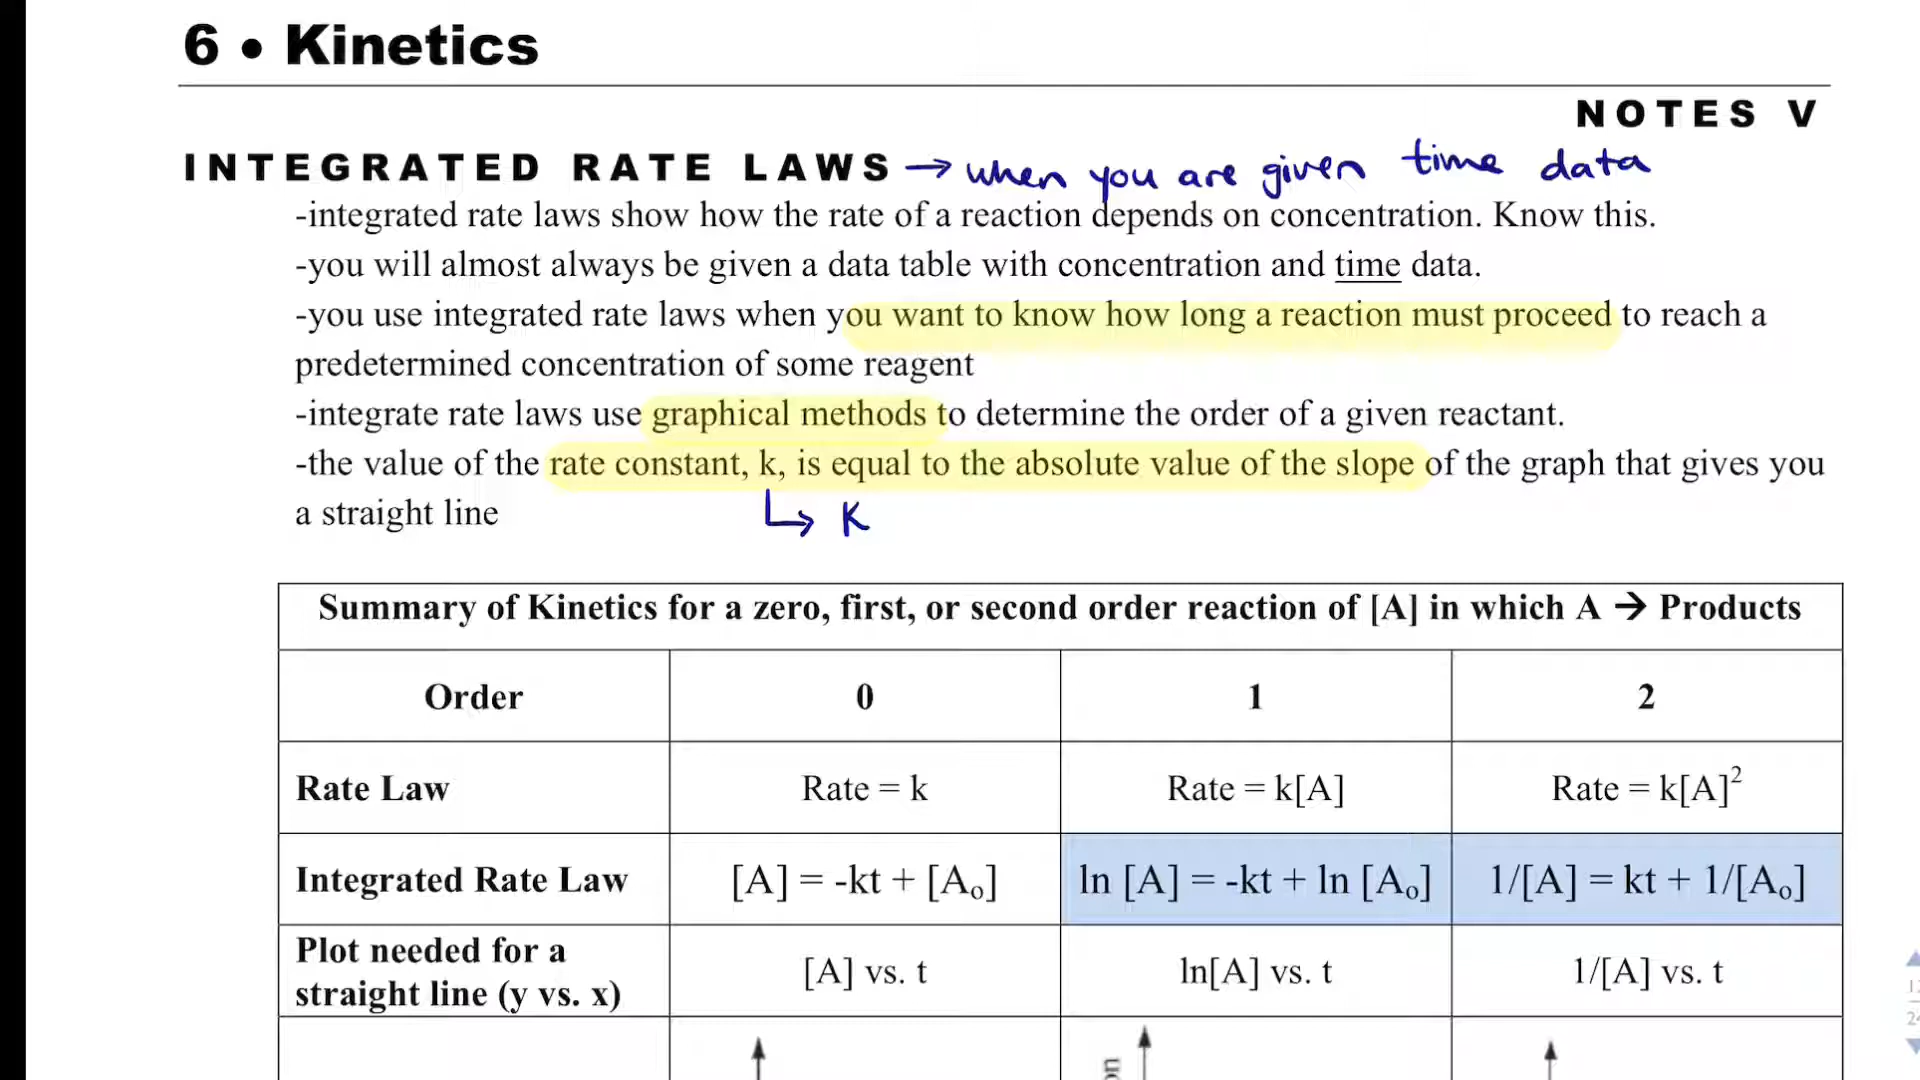 6 • Kinetics
NOTES V
INTEGRATED RATE LAWS → when you are given time data
-integrated rate laws show how the rate of a reaction depends on concentration. Know this.
-you will almost always be given a data table with concentration and time data.
-you use integrated rate laws when you want to know how long a reaction must proceed to reach a
predetermined concentration of some reagent
-integrate rate laws use graphical methods to determine the order of a given reactant.
-the value of the rate constant, k, is equal to the absolute value of the slope of the graph that gives you
a straight line
↳ K
Summary of Kinetics for a zero, first, or second order reaction of [A] in which A → Products
Order 0 1 2
Rate Law Rate = k Rate = k[A] Rate = k[A]²
Integrated Rate Law [A] = -kt + [Aₒ] ln [A] = -kt + ln [Aₒ] 1/[A] = kt + 1/[Aₒ]
Plot needed for a
straight line (y vs. x) [A] vs. t ln[A] vs. t 1/[A] vs. t